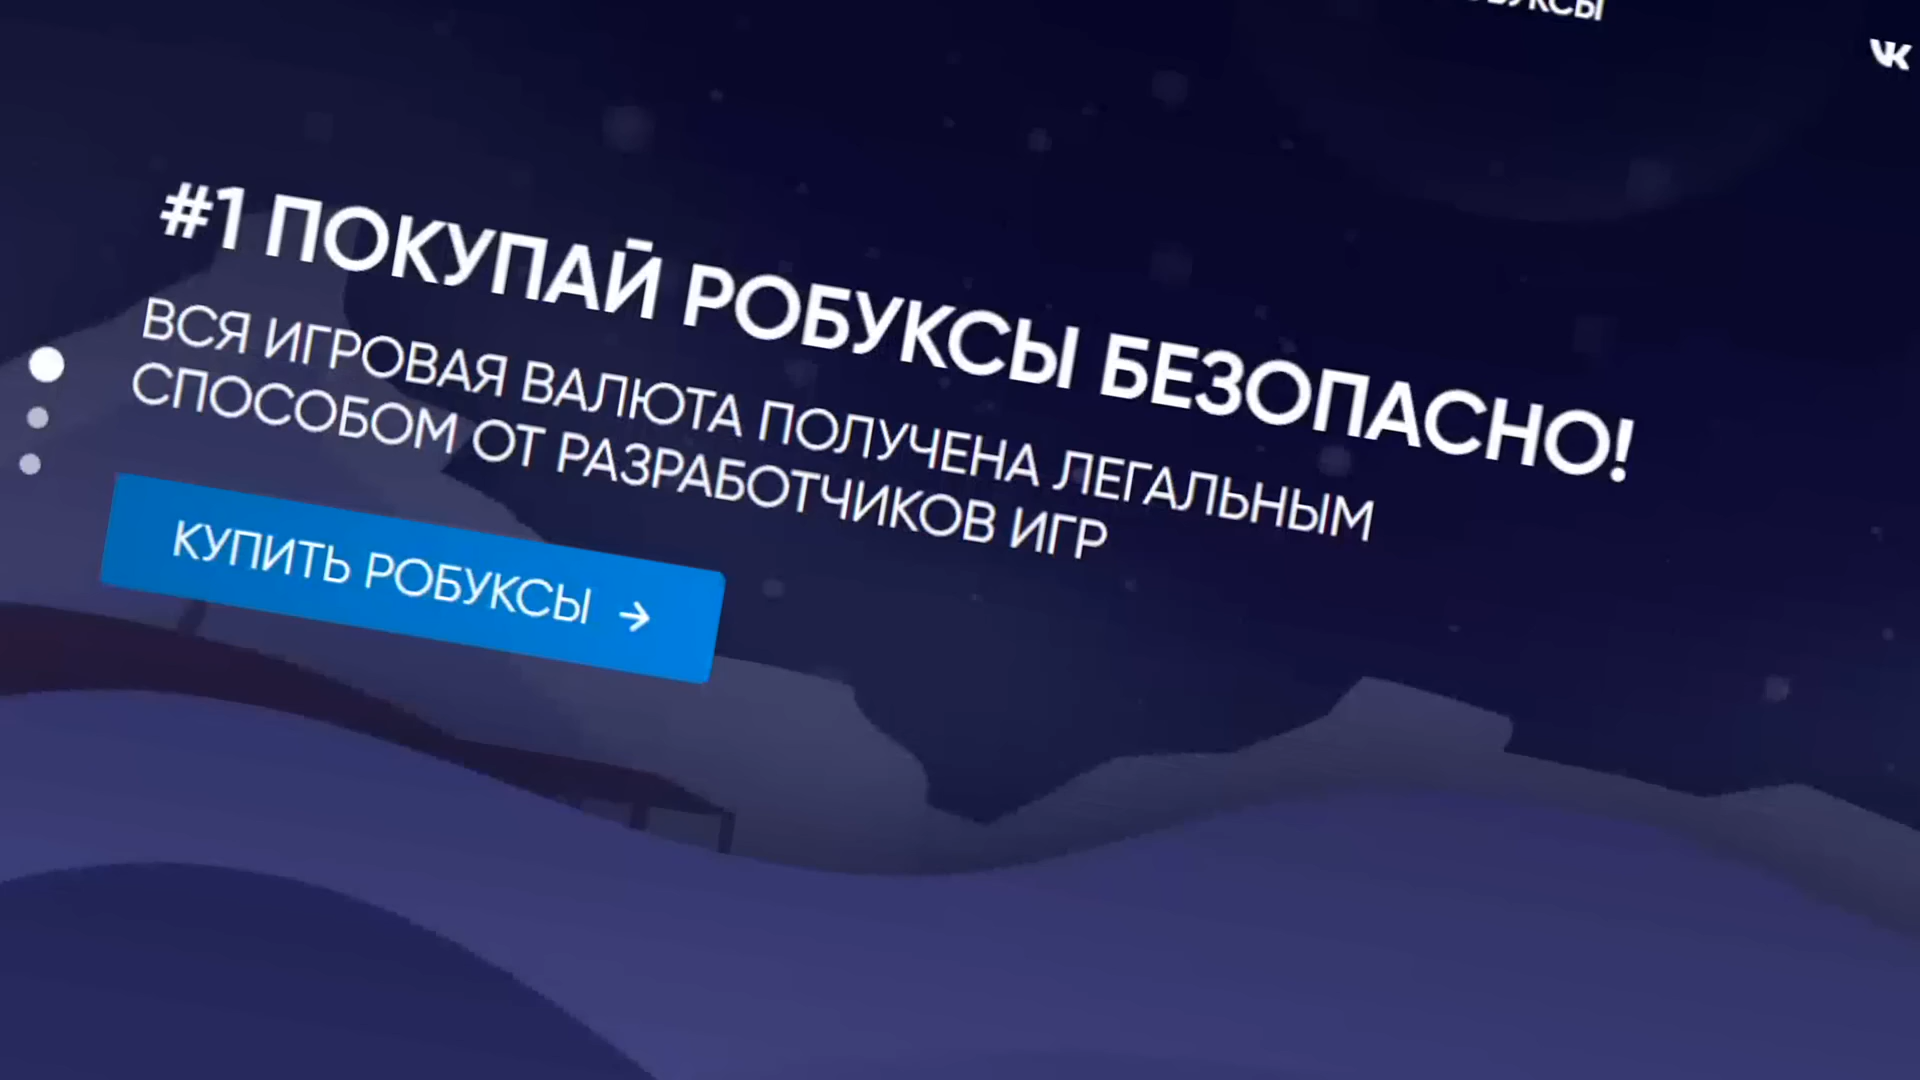 #1 ПОКУПАЙ РОБУКСЫ БЕЗОПАСНО!
ВСЯ ИГРОВАЯ ВАЛЮТА ПОЛУЧЕНА ЛЕГАЛЬНЫМ
СПОСОБОМ ОТ РАЗРАБОТЧИКОВ ИГР
КУПИТЬ РОБУКСЫ →